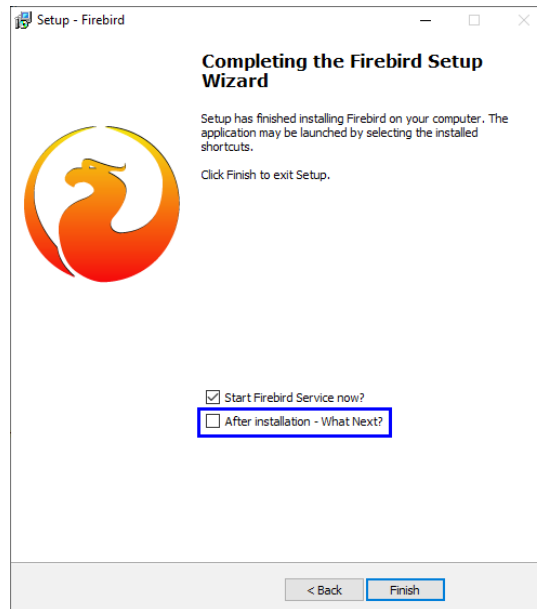 Setup - Firebird
Completing the Firebird Setup
Wizard
Setup has finished installing Firebird on your computer. The
application may be launched by selecting the installed
shortcuts.
Click Finish to exit Setup.
Start Firebird Service now?
After installation - What Next?
< Back
Finish